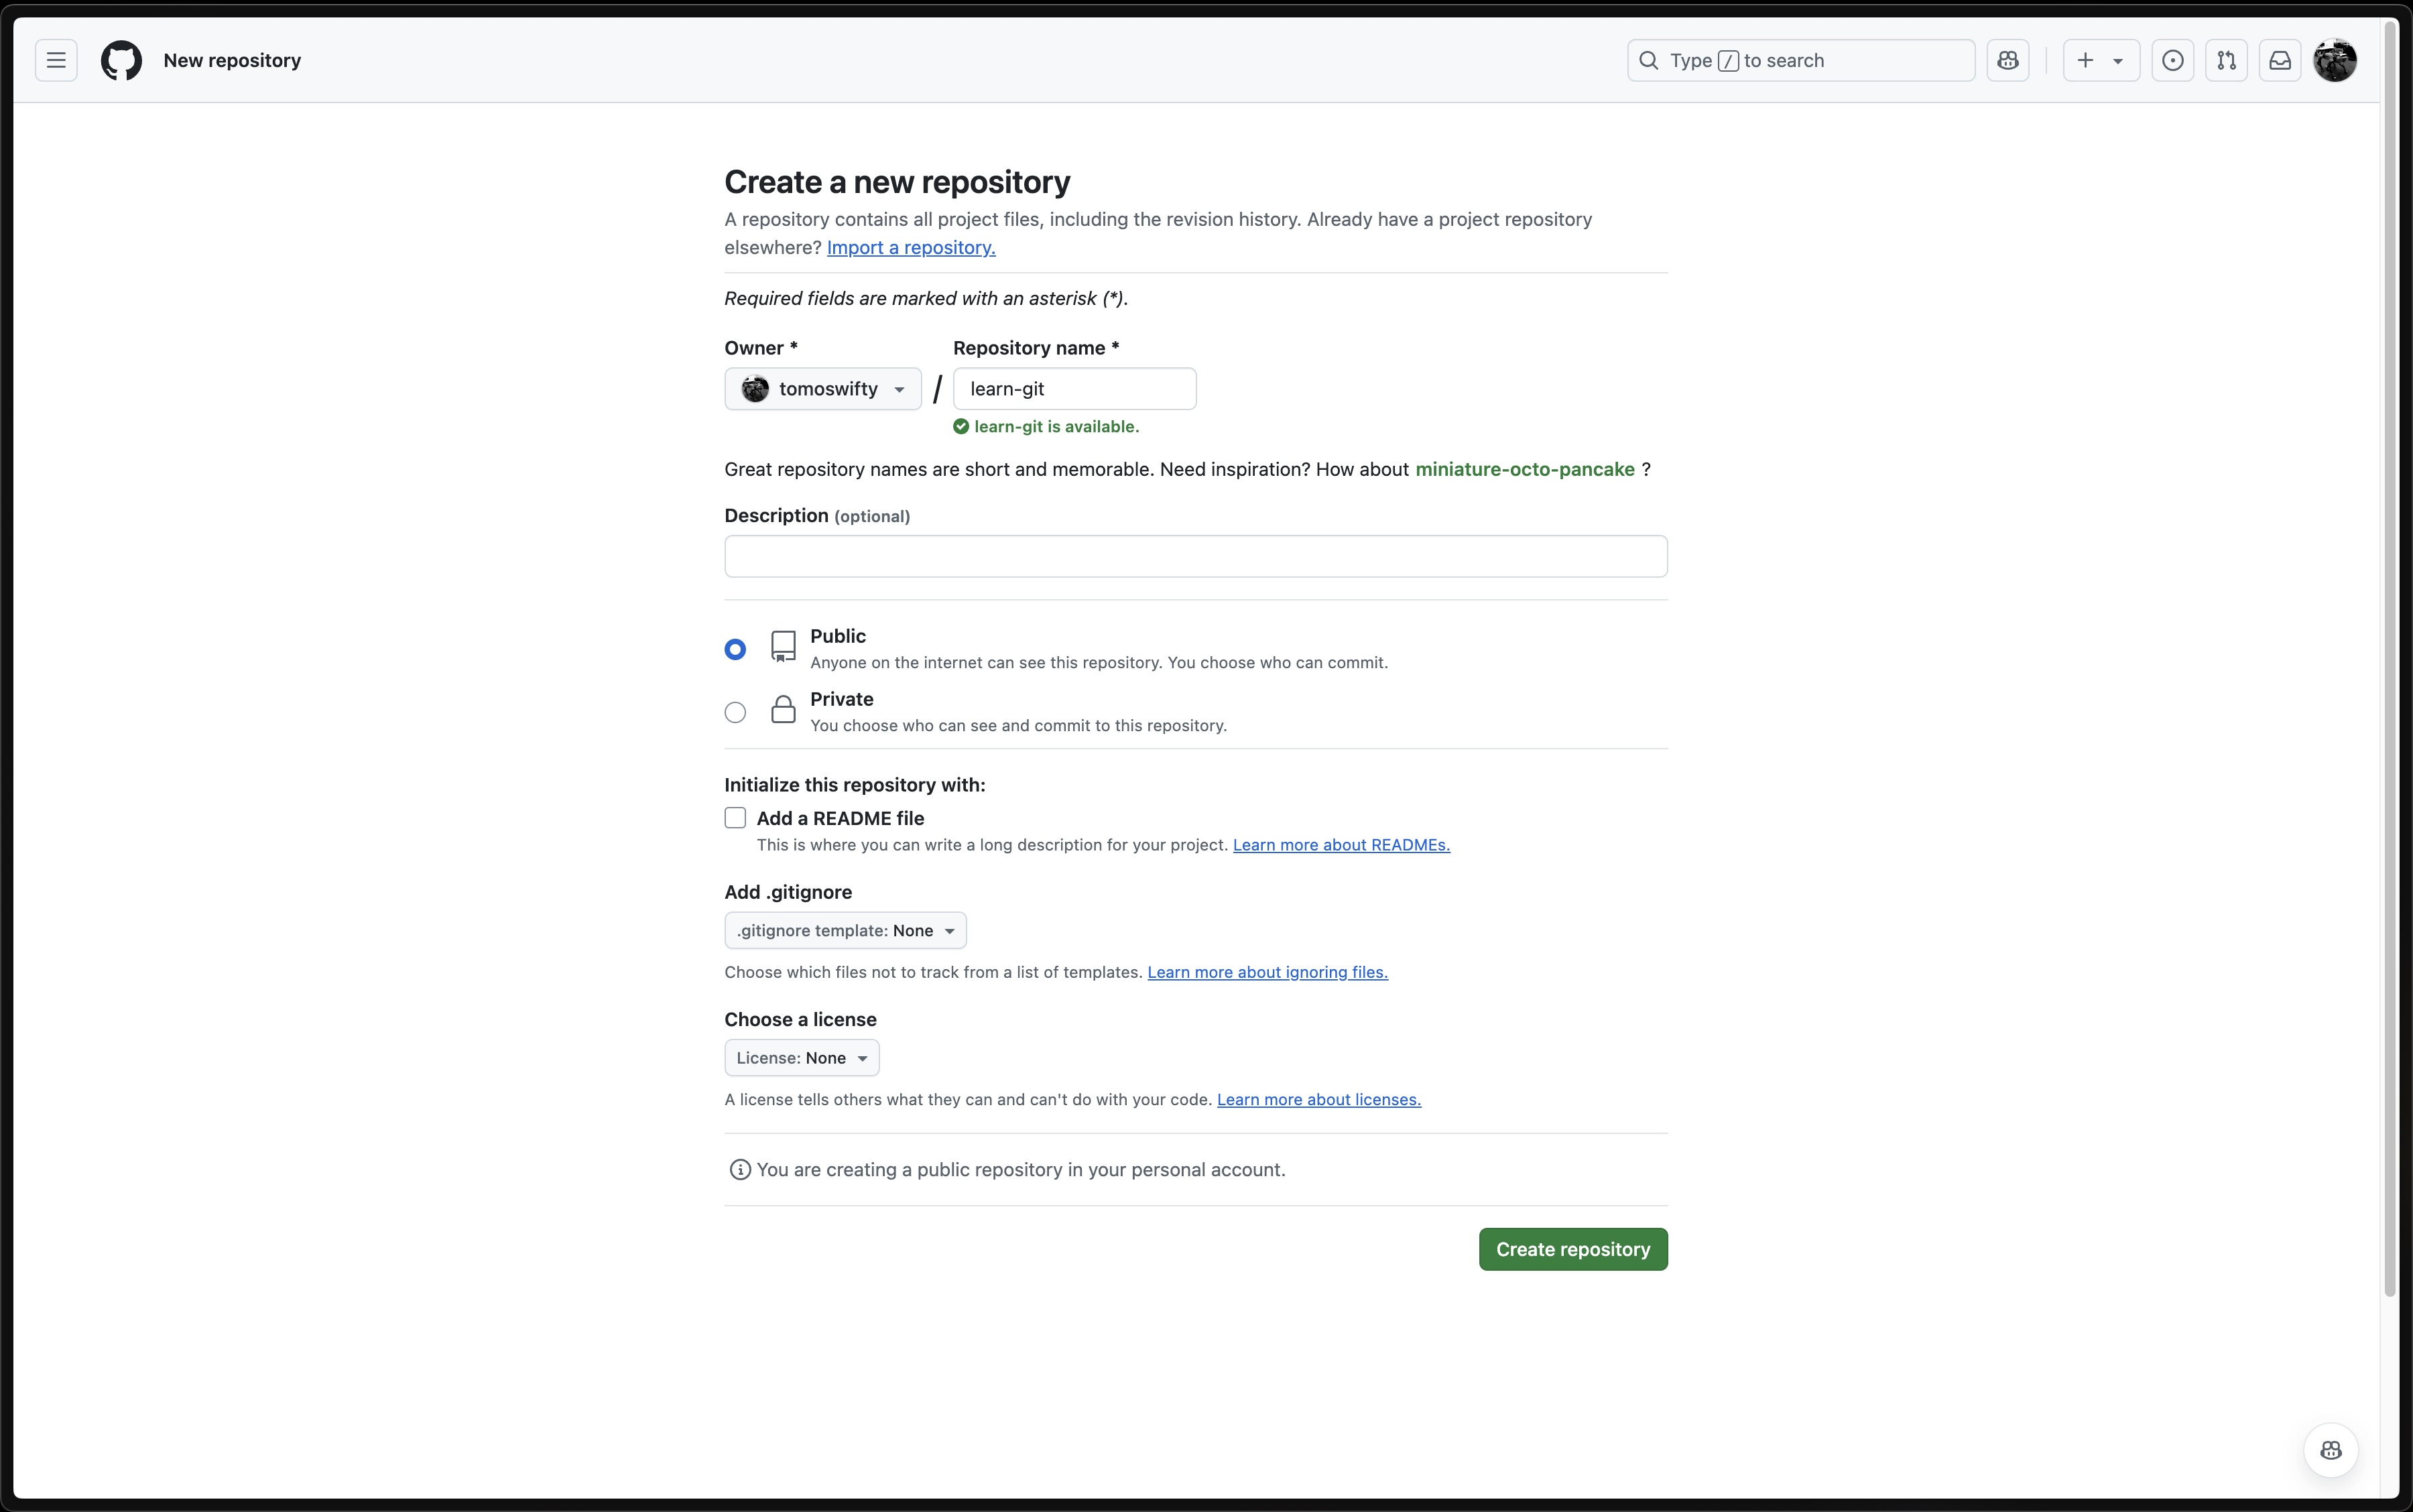 New repository
Type / to search
Create a new repository
A repository contains all project files, including the revision history. Already have a project repository
elsewhere? Import a repository.
Required fields are marked with an asterisk (*).
Owner *
Repository name *
tomoswifty
/
learn-git
learn-git is available.
Great repository names are short and memorable. Need inspiration? How about miniature-octo-pancake ?
Description (optional)
Public
Anyone on the internet can see this repository. You choose who can commit.
Private
You choose who can see and commit to this repository.
Initialize this repository with:
Add a README file
This is where you can write a long description for your project. Learn more about READMEs.
Add .gitignore
.gitignore template: None
Choose which files not to track from a list of templates. Learn more about ignoring files.
Choose a license
License: None
A license tells others what they can and can't do with your code. Learn more about licenses.
You are creating a public repository in your personal account.
Create repository